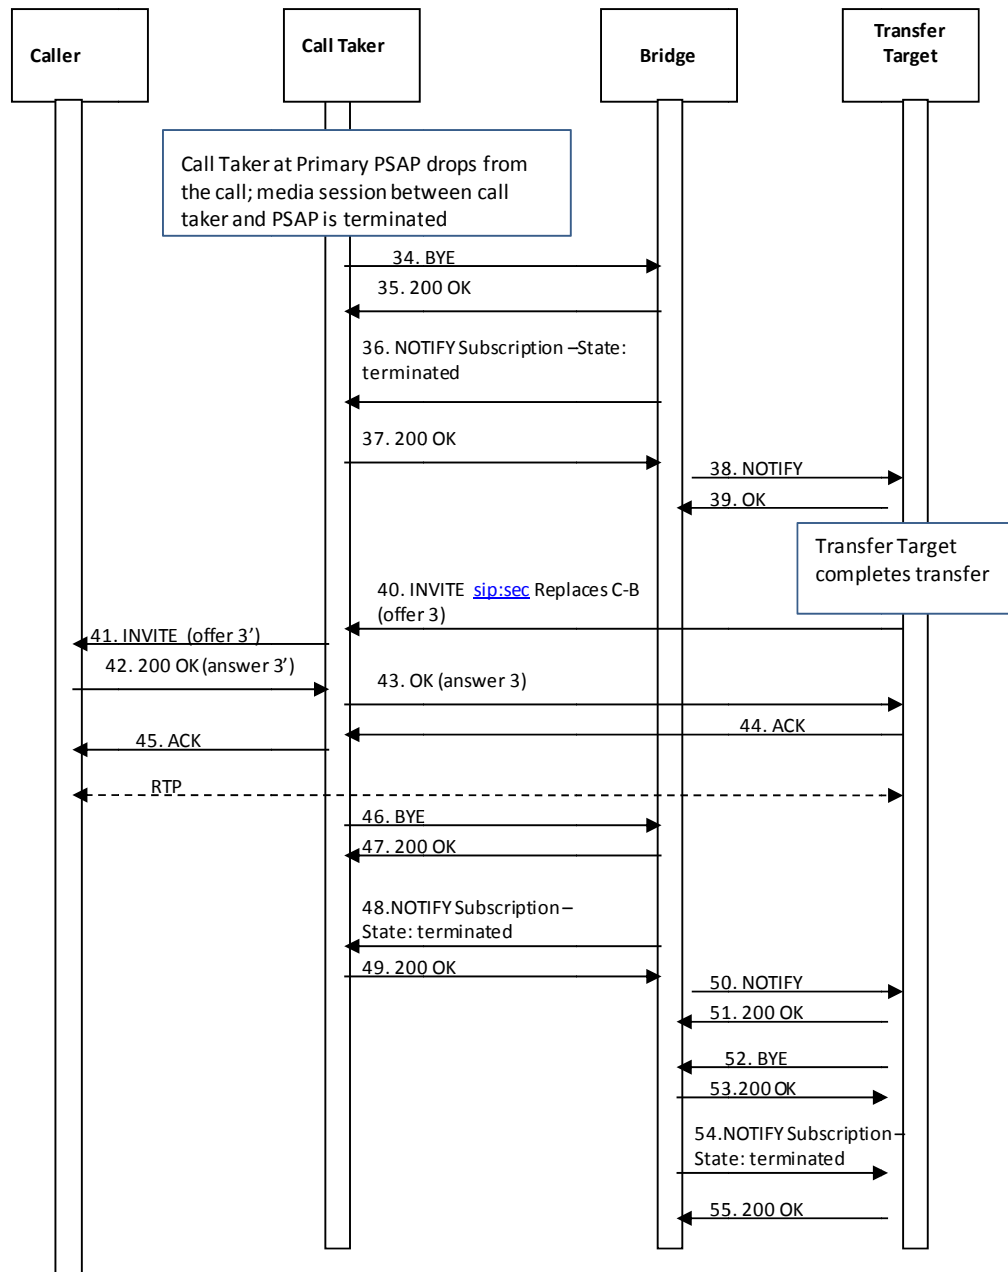 Caller
Call Taker
Bridge
Transfer
Target
Call Taker at Primary PSAP drops from
the call; media session between call
taker and PSAP is terminated
34. BYE
35. 200 OK
36. NOTIFY Subscription –State:
terminated
37. 200 OK
38. NOTIFY
39. OK
Transfer Target
completes transfer
40. INVITE sip:sec Replaces C-B
(offer 3)
41. INVITE (offer 3’)
42. 200 OK (answer 3’)
43. OK (answer 3)
44. ACK
45. ACK
RTP
46. BYE
47. 200 OK
48.NOTIFY Subscription –
State: terminated
49. 200 OK
50. NOTIFY
51. 200 OK
52. BYE
53.200 OK
54.NOTIFY Subscription –
State: terminated
55. 200 OK